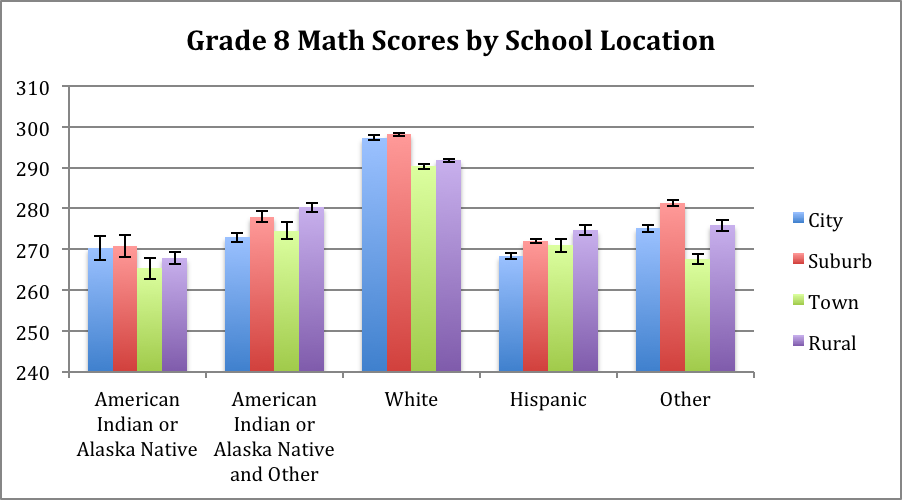 Grade 8 Math Scores by School Location
310
300
290
280
270
260
250
240
American
Indian or
Alaska Native
American
Indian or
Alaska Native
and Other
White
Hispanic
Other
City
Suburb
Town
Rural